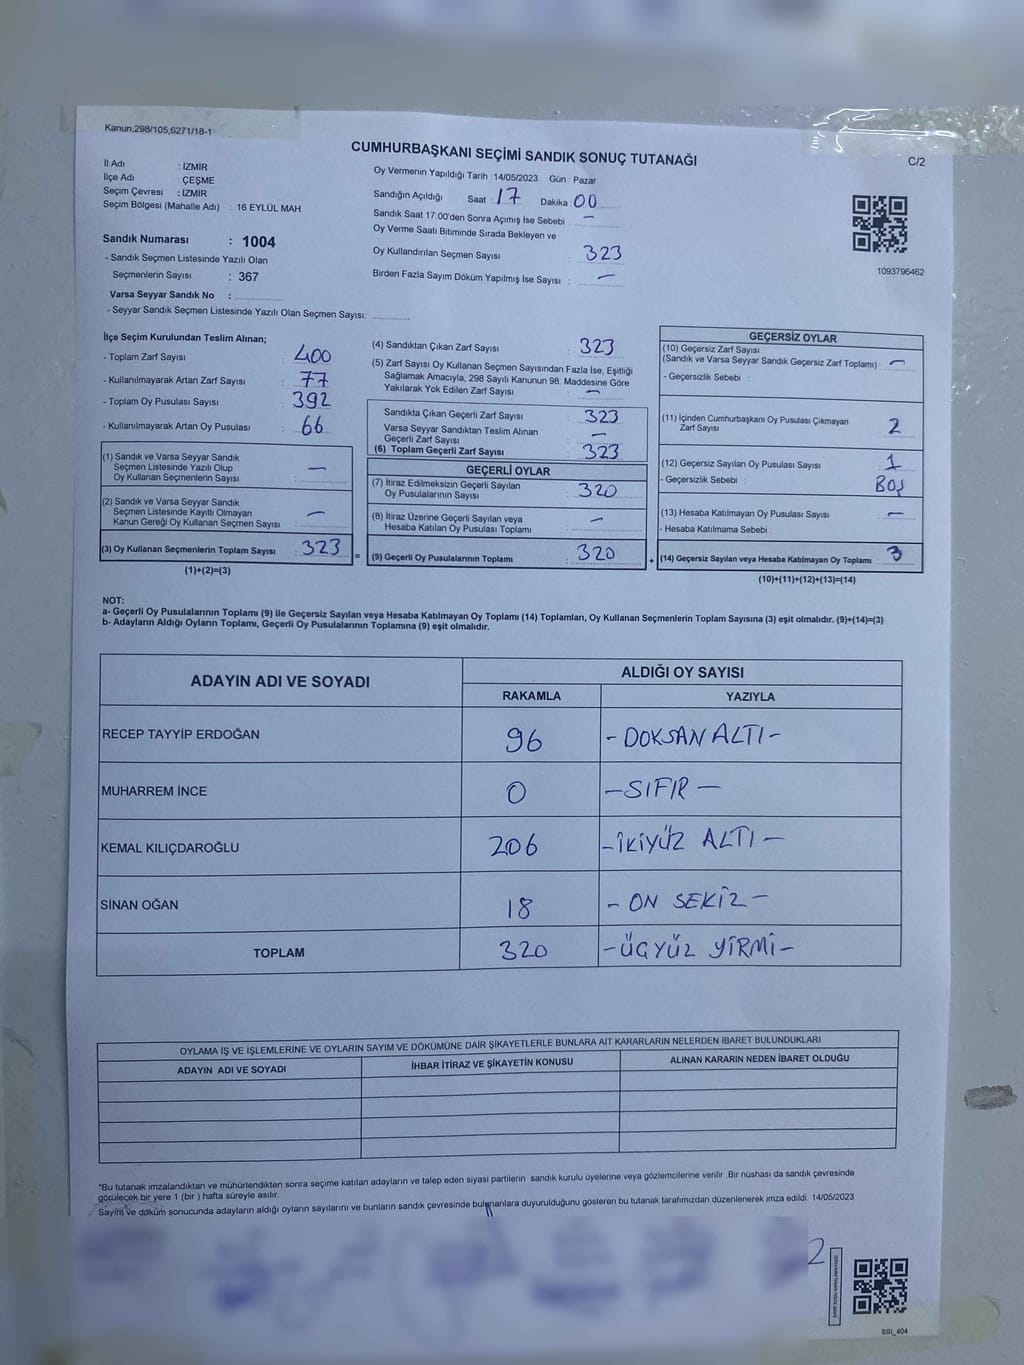 Kanun,298/105,6271/18-1
CUMHURBAŞKANI SEÇİMİ SANDIK SONUÇ TUTANAĞI
C/2
İl Adı : İZMİR
İlçe Adı : ÇEŞME
Seçim Çevresi : İZMİR
Seçim Bölgesi (Mahalle Adı) : 16 EYLÜL MAH.
Oy Vermenin Yapıldığı Tarih : 14/05/2023 Gün : Pazar
Sandığın Açıldığı Saat : 17 Dakika : 00
Sandık Saat 17:00'den Sonra Açımış İse Sebebi : —
Oy Verme Saati Bitiminde Sırada Bekleyen ve
Oy Kullandırılan Seçmen Sayısı : 323
Birden Fazla Sayım Döküm Yapılmış İse Sayısı : —
1093796462
Sandık Numarası : 1004
- Sandık Seçmen Listesinde Yazılı Olan
Seçmenlerin Sayısı : 367
Varsa Seyyar Sandık No :
- Seyyar Sandık Seçmen Listesinde Yazılı Olan Seçmen Sayısı:
İlçe Seçim Kurulundan Teslim Alınan;
- Toplam Zarf Sayısı : 400
- Kullanılmayarak Artan Zarf Sayısı : 77
- Toplam Oy Pusulası Sayısı : 392
- Kullanılmayarak Artan Oy Pusulası : 66
(1) Sandık ve Varsa Seyyar Sandık
Seçmen Listesinde Yazılı Olup
Oy Kullanan Seçmenlerin Sayısı : —
(2) Sandık ve Varsa Seyyar Sandık
Seçmen Listesinde Kayıtlı Olmayan
Kanun Gereği Oy Kullanan Seçmen Sayısı : —
(3) Oy Kullanan Seçmenlerin Toplam Sayısı : 323
(1)+(2)=(3)
=
(4) Sandıktan Çıkan Zarf Sayısı : 323
(5) Zarf Sayısı Oy Kullanan Seçmen Sayısından Fazla İse, Eşitliği
Sağlamak Amacıyla, 298 Sayılı Kanunun 98. Maddesine Göre
Yakılarak Yok Edilen Zarf Sayısı : —
Sandıkta Çıkan Geçerli Zarf Sayısı : 323
Varsa Seyyar Sandıktan Teslim Alınan
Geçerli Zarf Sayısı : —
(6) Toplam Geçerli Zarf Sayısı : 323
GEÇERLİ OYLAR
(7) İtiraz Edilmeksizin Geçerli Sayılan
Oy Pusulalarının Sayısı : 320
(8) İtiraz Üzerine Geçerli Sayılan veya
Hesaba Katılan Oy Pusulası Toplamı : —
(9) Geçerli Oy Pusulalarının Toplamı : 320
+
GEÇERSİZ OYLAR
(10) Geçersiz Zarf Sayısı
(Sandık ve Varsa Seyyar Sandık Geçersiz Zarf Toplamı) : —
- Geçersizlik Sebebi :
(11) İçinden Cumhurbaşkanı Oy Pusulası Çıkmayan
Zarf Sayısı : 2
(12) Geçersiz Sayılan Oy Pusulası Sayısı : 1
- Geçersizlik Sebebi : BOŞ
(13) Hesaba Katılmayan Oy Pusulası Sayısı : —
- Hesaba Katılmama Sebebi :
(14) Geçersiz Sayılan veya Hesaba Katılmayan Oy Toplamı : 3
(10)+(11)+(12)+(13)=(14)
NOT:
a- Geçerli Oy Pusulalarının Toplamı (9) ile Geçersiz Sayılan veya Hesaba Katılmayan Oy Toplamı (14) Toplamları, Oy Kullanan Seçmenlerin Toplam Sayısına (3) eşit olmalıdır. (9)+(14)=(3)
b- Adayların Aldığı Oyların Toplamı, Geçerli Oy Pusulalarının Toplamına (9) eşit olmalıdır.
ADAYIN ADI VE SOYADI
ALDIĞI OY SAYISI
RAKAMLA YAZIYLA
RECEP TAYYİP ERDOĞAN 96 - DOKSAN ALTI -
MUHARREM İNCE 0 - SIFIR -
KEMAL KILIÇDAROĞLU 206 - İKİYÜZ ALTI -
SİNAN OĞAN 18 - ON SEKİZ -
TOPLAM 320 - ÜÇYÜZ YİRMİ -
OYLAMA İŞ VE İŞLEMLERİNE VE OYLARIN SAYIM VE DÖKÜMÜNE DAİR ŞİKAYETLERLE BUNLARA AİT KARARLARIN NELERDEN İBARET BULUNDUKLARI
ADAYIN ADI VE SOYADI İHBAR İTİRAZ VE ŞİKAYETİN KONUSU ALINAN KARARIN NEDEN İBARET OLDUĞU
*Bu tutanak imzalandıktan ve mühürlendikten sonra seçime katılan adayların ve talep eden siyasi partilerin sandık kurulu üyelerine veya gözlemcilerine verilir .Bir nüshası da sandık çevresinde
görülecek bir yere 1 (bir ) hafta süreyle asılır.
Sayım ve döküm sonucunda adayların aldığı oyların sayılarını ve bunların sandık çevresinde bulunanlara duyurulduğunu gösteren bu tutanak tarafımızdan düzenlenerek imza edildi. 14/05/2023
2
SSI_404